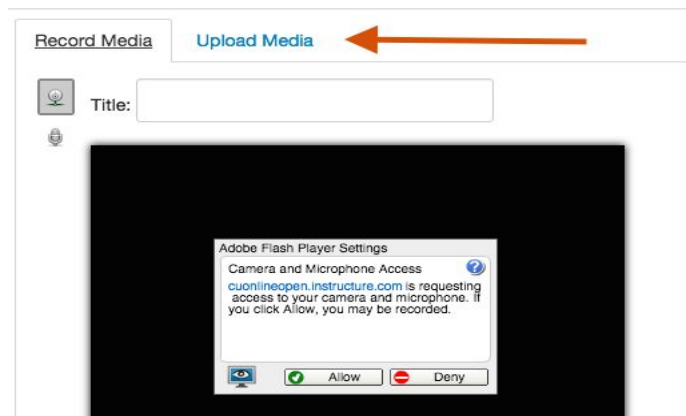 Record Media
Upload Media
Title:
Adobe Flash Player Settings
Camera and Microphone Access
cuonlineopen.instructure.com is requesting
access to your camera and microphone. If
you click Allow, you may be recorded.
Allow
Deny